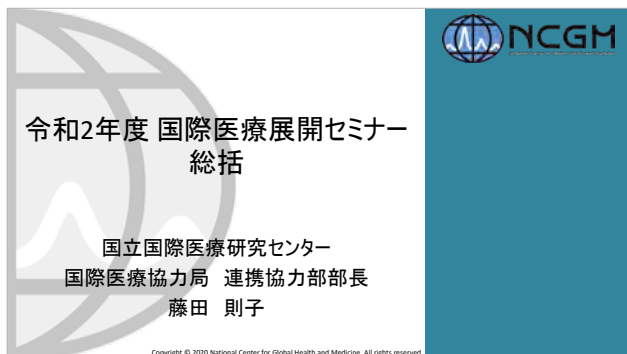 NCGM
令和2年度 国際医療展開セミナー
総括
国立国際医療研究センター
国際医療協力局 連携協力部部長
藤田 則子
Copyright © 2020 National Center for Global Health and Medicine. All rights reserved.